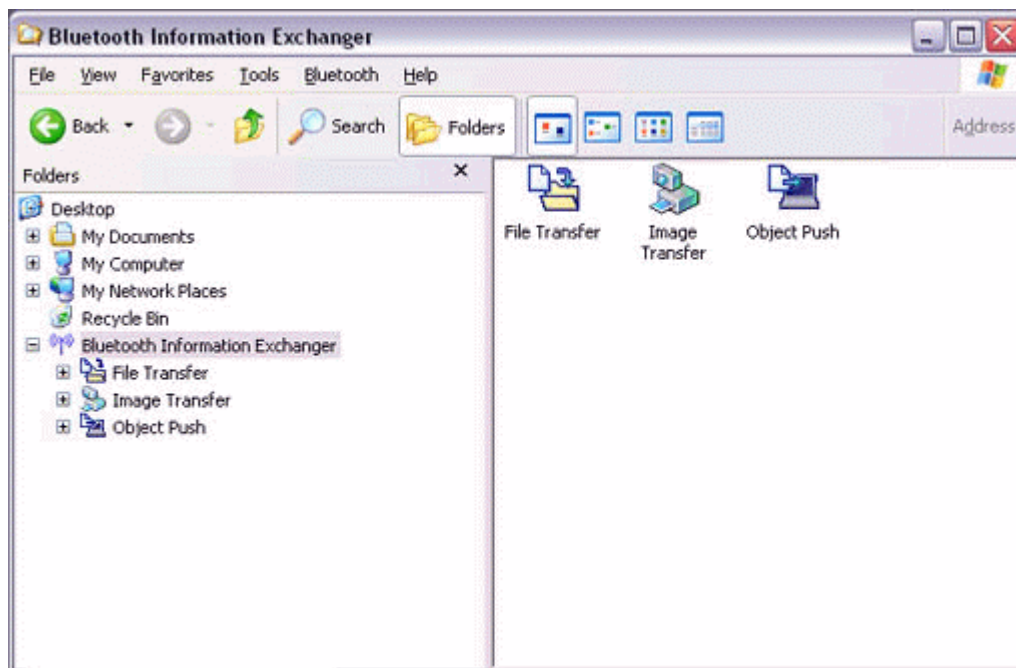 Bluetooth Information Exchanger
File View Favorites Tools Bluetooth Help
Back Search Folders Address
Folders
Desktop
My Documents
My Computer
My Network Places
Recycle Bin
Bluetooth Information Exchanger
File Transfer
Image Transfer
Object Push
File Transfer
Image
Transfer
Object Push